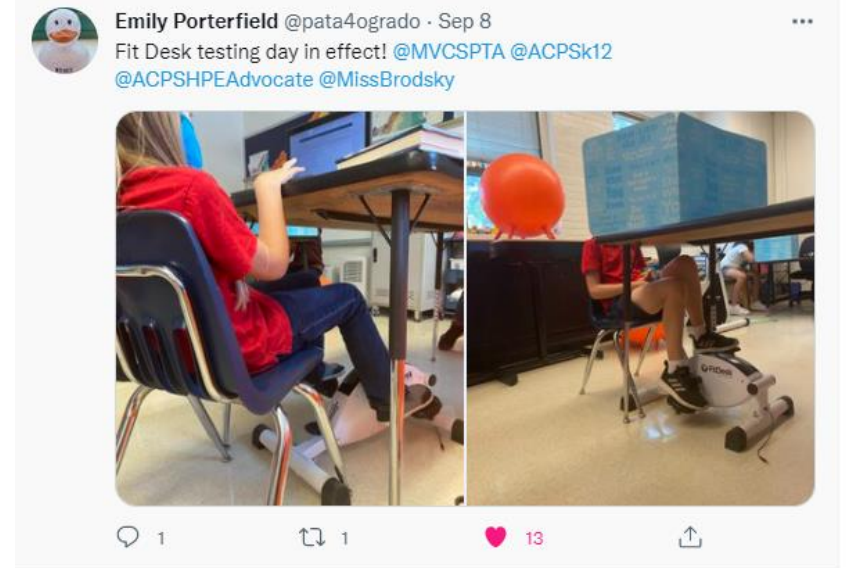 Emily Porterfield @pata4ogrado · Sep 8
Fit Desk testing day in effect! @MVCSPTA @ACPSk12
@ACPSHPEAdvocate @MissBrodsky
FitDesk
1 1 13